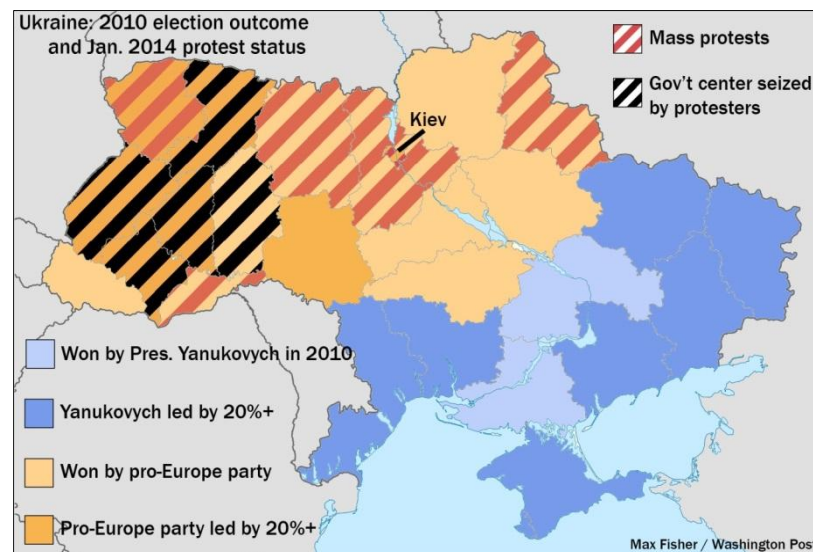 Ukraine: 2010 election outcome
and Jan. 2014 protest status
Mass protests
Gov't center seized
by protesters
Kiev
Won by Pres. Yanukovych in 2010
Yanukovych led by 20%+
Won by pro-Europe party
Pro-Europe party led by 20%+
Max Fisher / Washington Post